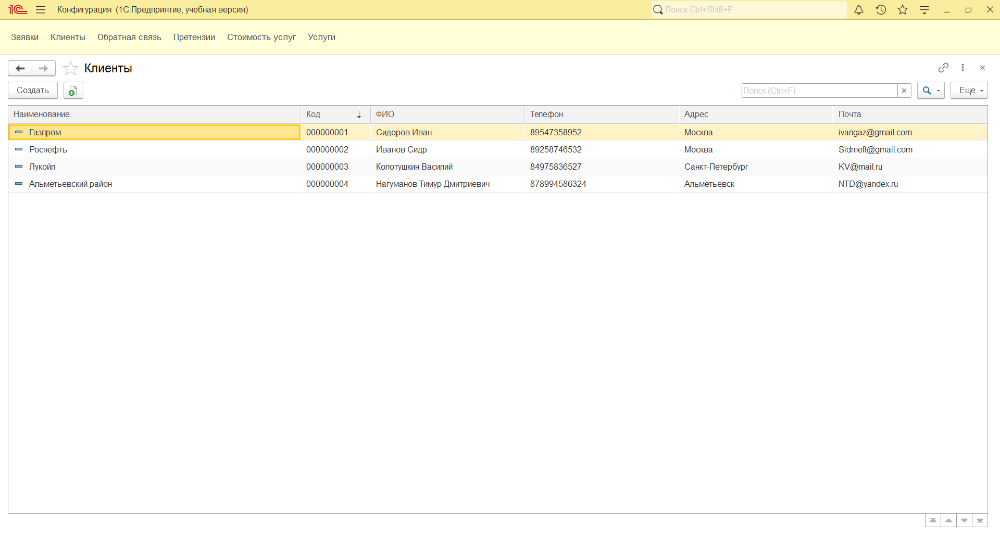 1С Конфигурация (1С:Предприятие, учебная версия) Поиск Ctrl+Shift+F
Заявки Клиенты Обратная связь Претензии Стоимость услуг Услуги
Клиенты
Создать Поиск (Ctrl+F) Еще
Наименование Код ФИО Телефон Адрес Почта
Газпром 000000001 Сидоров Иван 89547358952 Москва ivangaz@gmail.com
Роснефть 000000002 Иванов Сидр 89258746532 Москва Sidrneft@gmail.com
Лукойл 000000003 Колотушкин Василий 84975836527 Санкт-Петербург KV@mail.ru
Альметьевский район 000000004 Нагуманов Тимур Дмитриевич 878994586324 Альметьевск NTD@yandex.ru